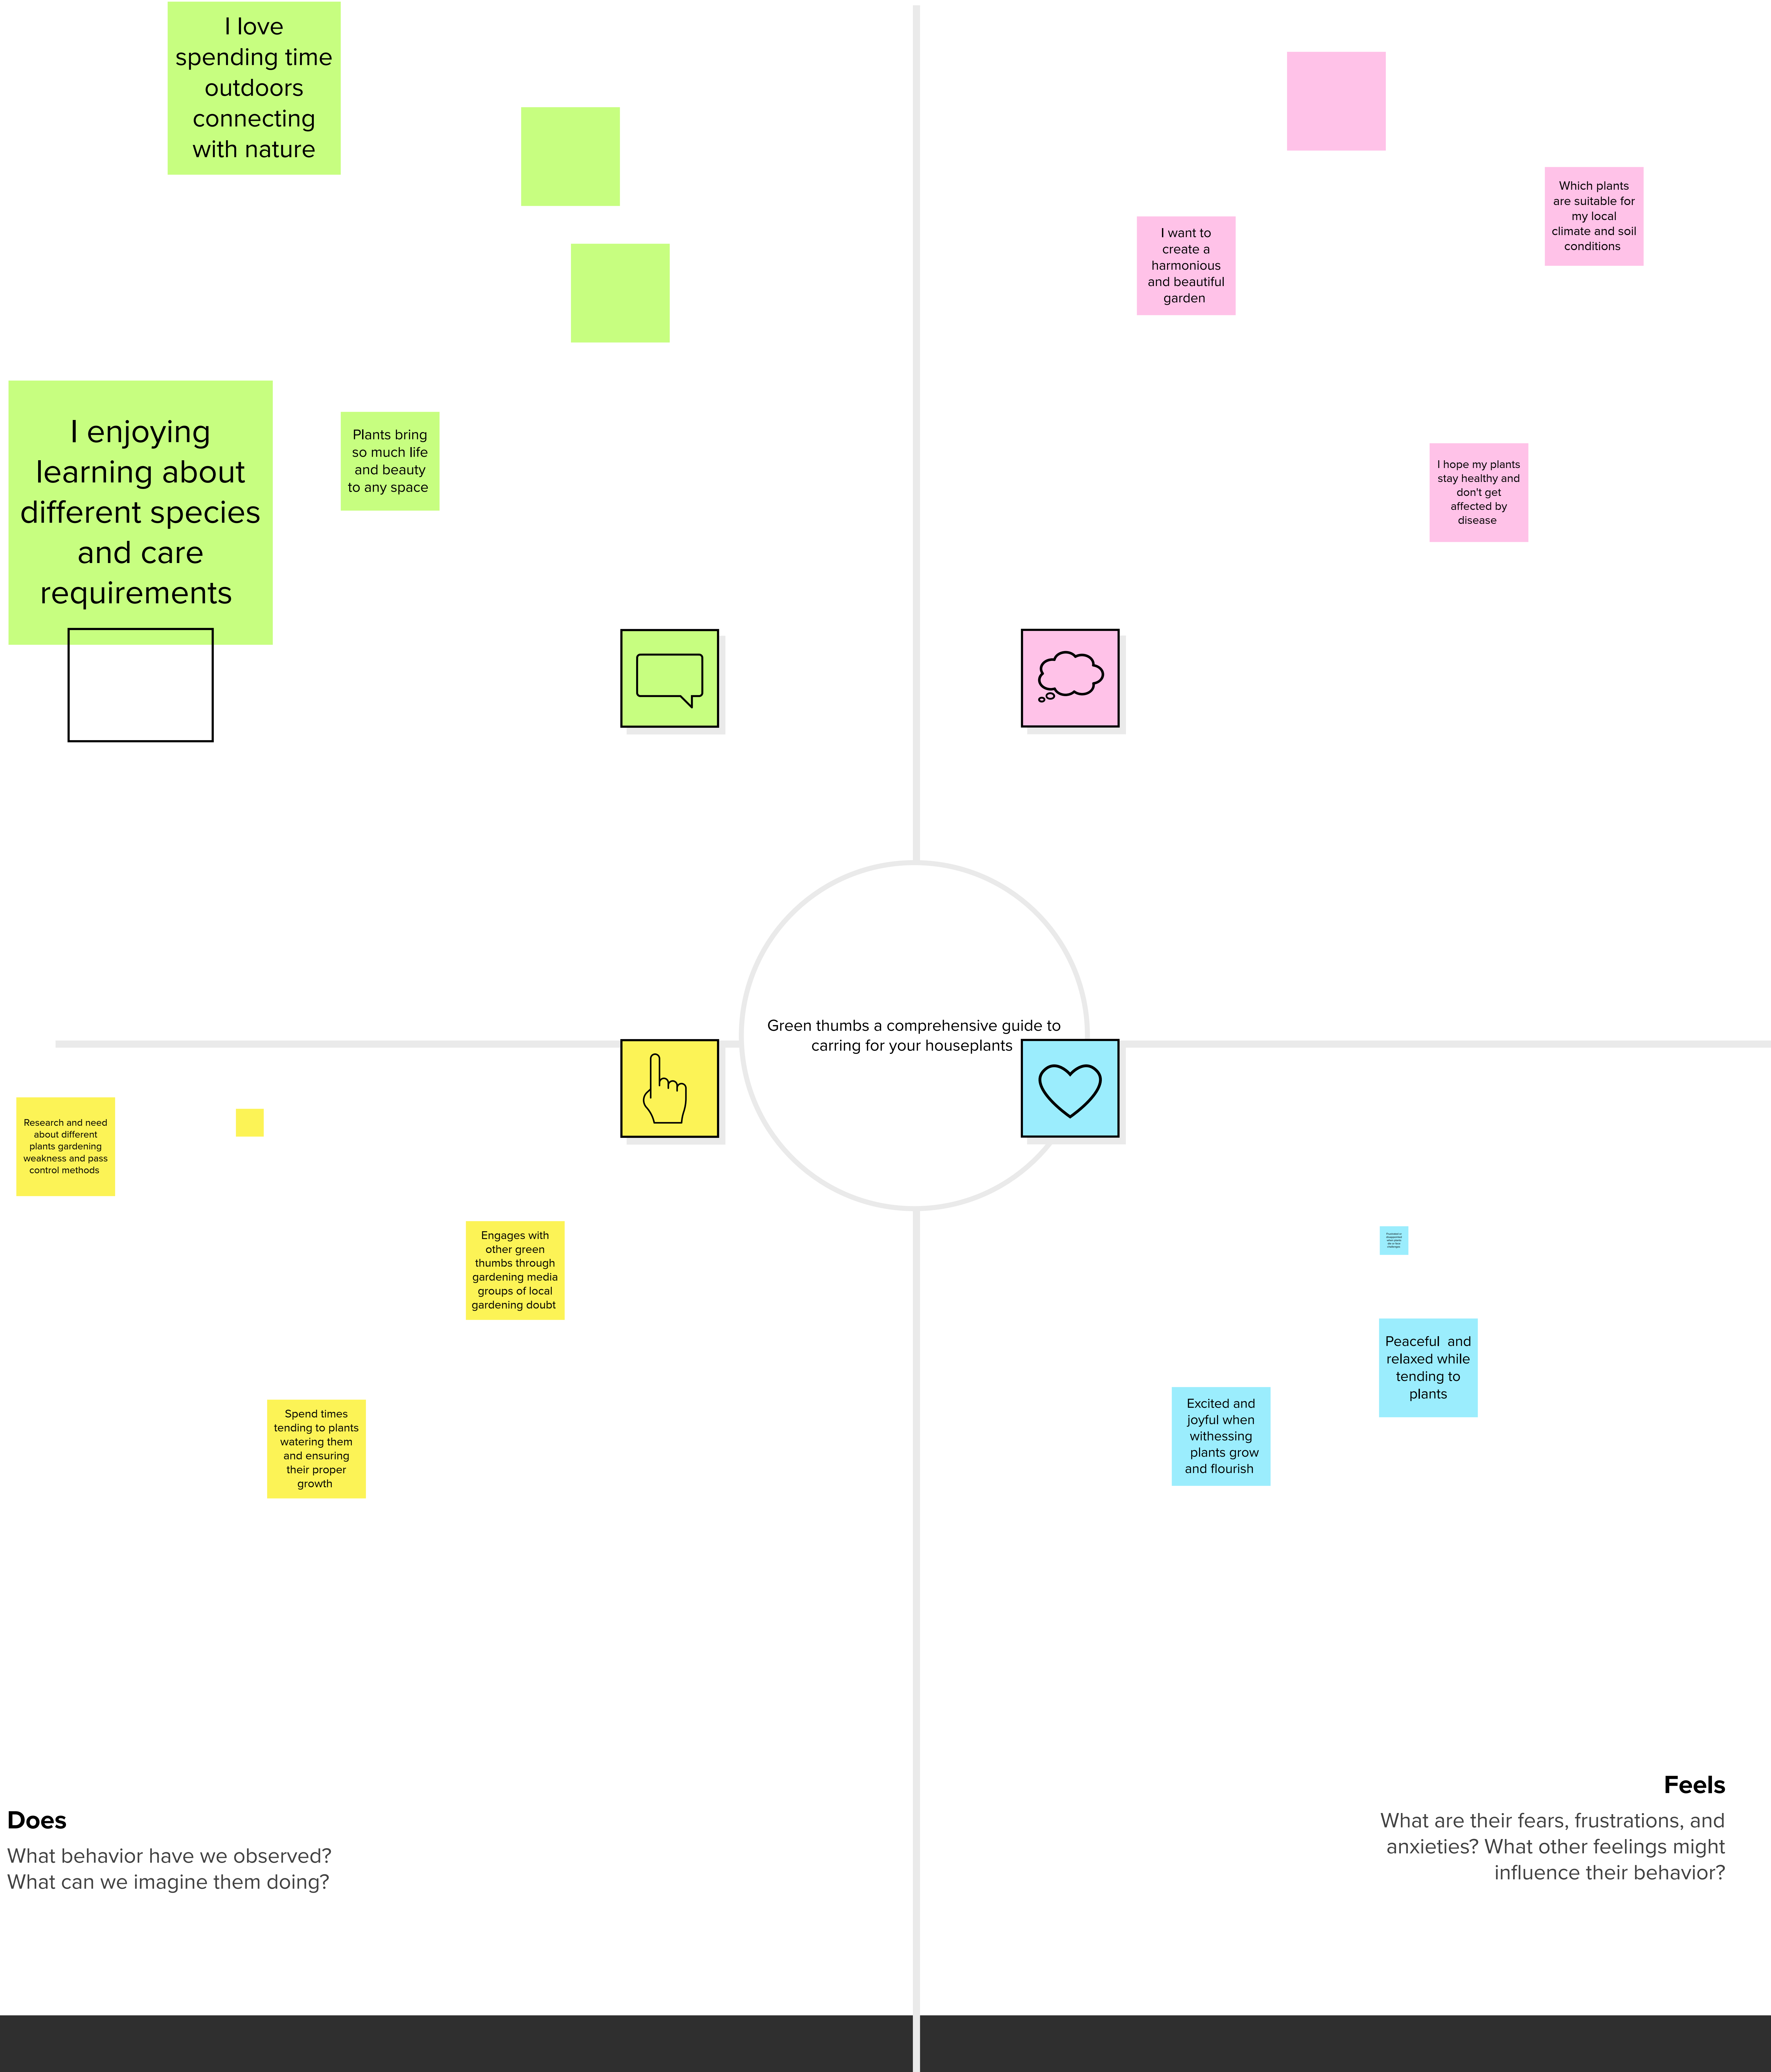 I love
spending time
outdoors
connecting
with nature
I enjoying
learning about
different species
and care
requirements
Plants bring
so much life
and beauty
to any space
I want to
create a
harmonious
and beautiful
garden
Which plants
are suitable for
my local
climate and soil
conditions
I hope my plants
stay healthy and
don't get
affected by
disease
Green thumbs a comprehensive guide to
carring for your houseplants
Research and need
about different
plants gardening
weakness and pass
control methods
Engages with
other green
thumbs through
gardening media
groups of local
gardening doubt
Spend times
tending to plants
watering them
and ensuring
their proper
growth
Peaceful and
relaxed while
tending to
plants
Excited and
joyful when
withessing
plants grow
and flourish
Does
What behavior have we observed?
What can we imagine them doing?
Feels
What are their fears, frustrations, and
anxieties? What other feelings might
influence their behavior?